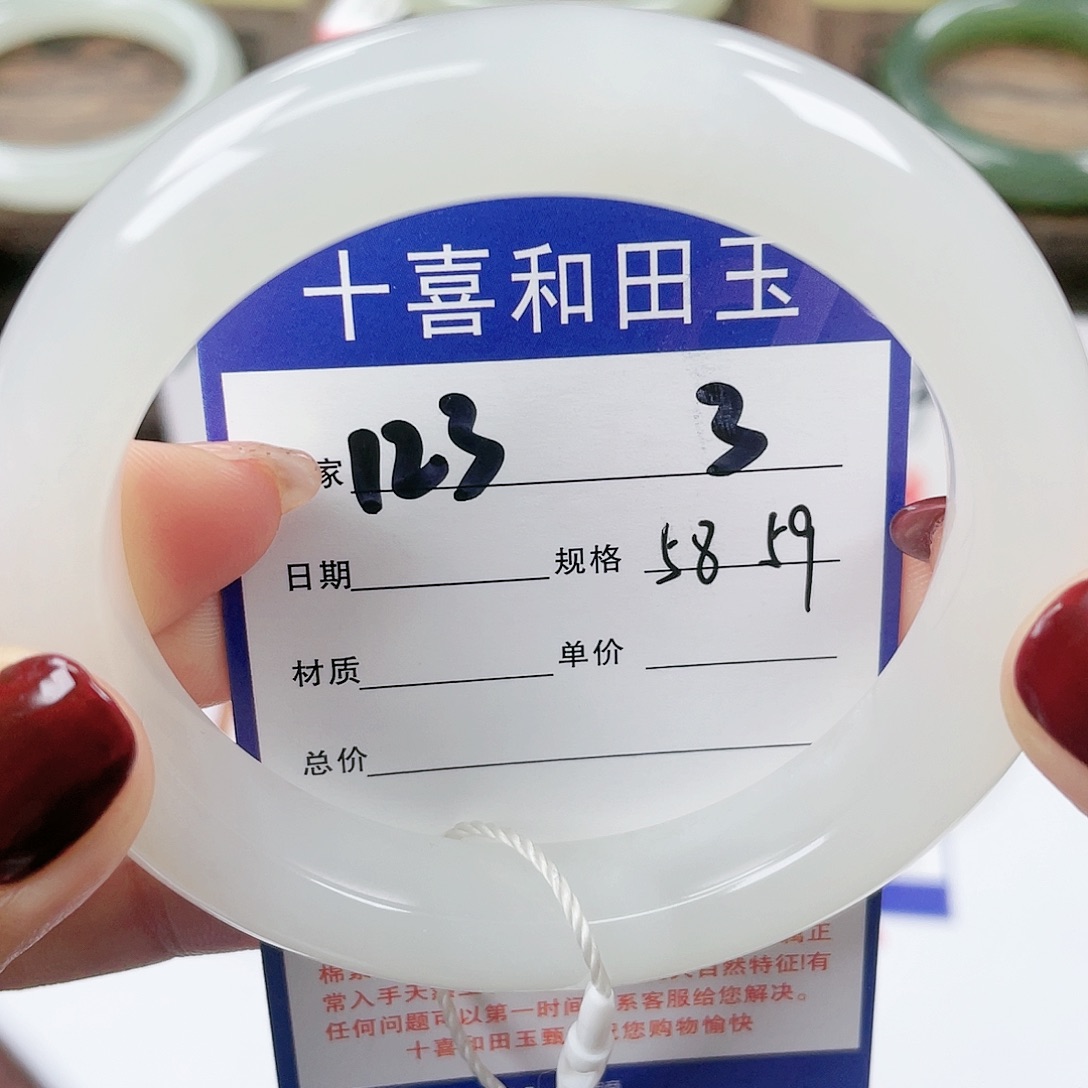 十喜和田玉
家 123 3
日期 规格 58 59
材质 单价
总价
自然特征!有
常入手天 系客服给您解决。
任何问题可以第一时间
十喜和田玉甄 您购物愉快